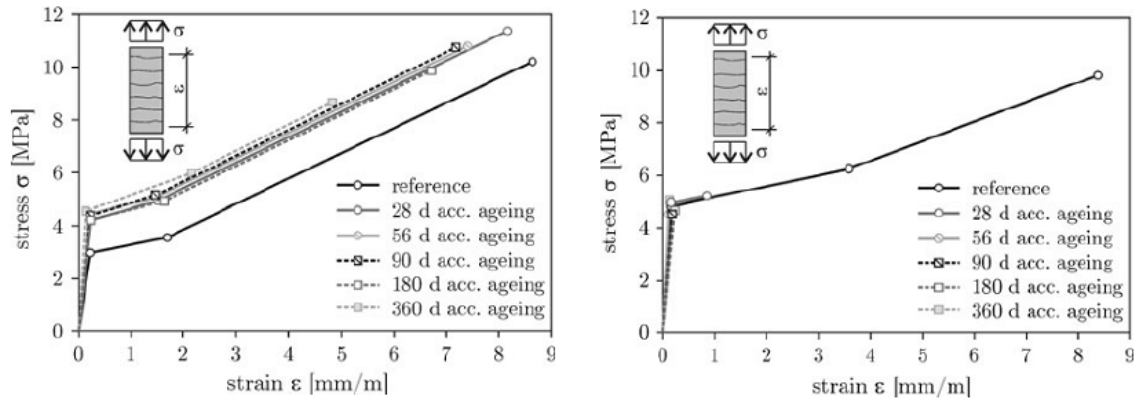 12
10
8
6
4
2
0
stress σ [MPa]
σ
ε
σ
reference
28 d acc. ageing
56 d acc. ageing
90 d acc. ageing
180 d acc. ageing
360 d acc. ageing
0 1 2 3 4 5 6 7 8 9
strain ε [mm/m]
12
10
8
6
4
2
0
stress σ [MPa]
σ
ε
σ
reference
28 d acc. ageing
56 d acc. ageing
90 d acc. ageing
180 d acc. ageing
360 d acc. ageing
0 1 2 3 4 5 6 7 8 9
strain ε [mm/m]